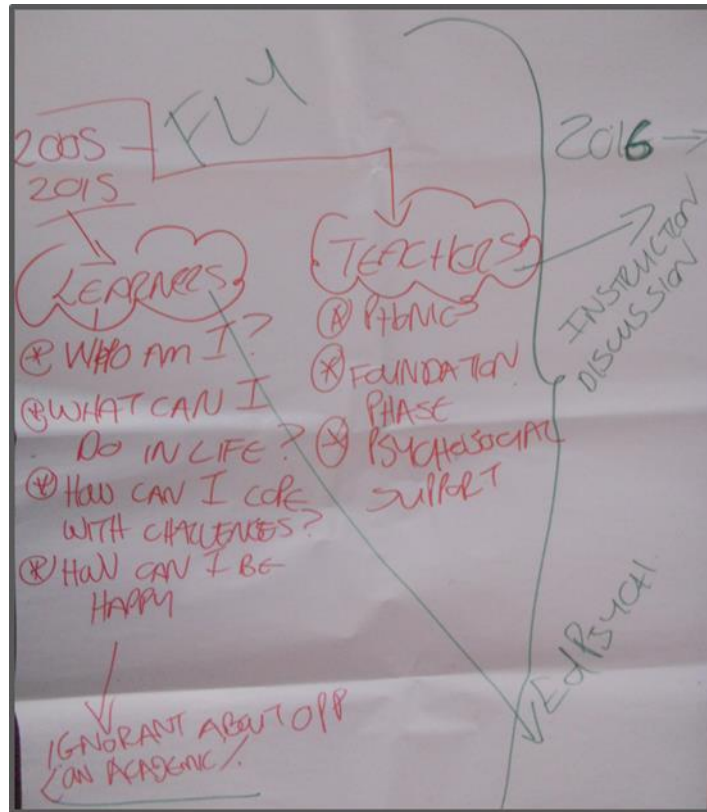 FLY
2005 -
2015
2016
LEARNERS
WHO AM I?
WHAT CAN I
DO IN LIFE?
HOW CAN I COPE
WITH CHALLENGES?
HOW CAN I BE
HAPPY
IGNORANT ABOUT OPP
ACADEMIC
TEACHERS
PHONICS
FOUNDATION
PHASE
PSYCHOSOCIAL
SUPPORT
INSTRUCTION
DISCUSSION
EDPSYCH